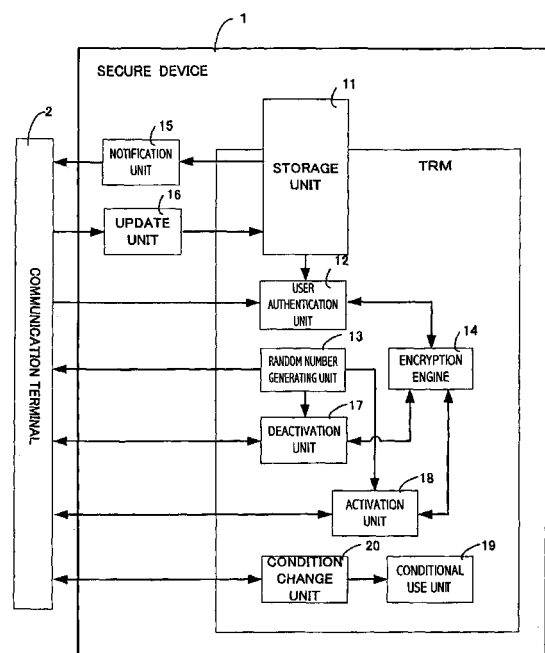 1
SECURE DEVICE
11
2
15
NOTIFICATION
UNIT
STORAGE
UNIT
TRM
16
UPDATE
UNIT
12
USER
AUTHENTICATION
UNIT
COMMUNICATION TERMINAL
13
RANDOM NUMBER
GENERATING UNIT
14
ENCRYPTION
ENGINE
17
DEACTIVATION
UNIT
18
ACTIVATION
UNIT
20
CONDITION
CHANGE
UNIT
19
CONDITIONAL
USE UNIT